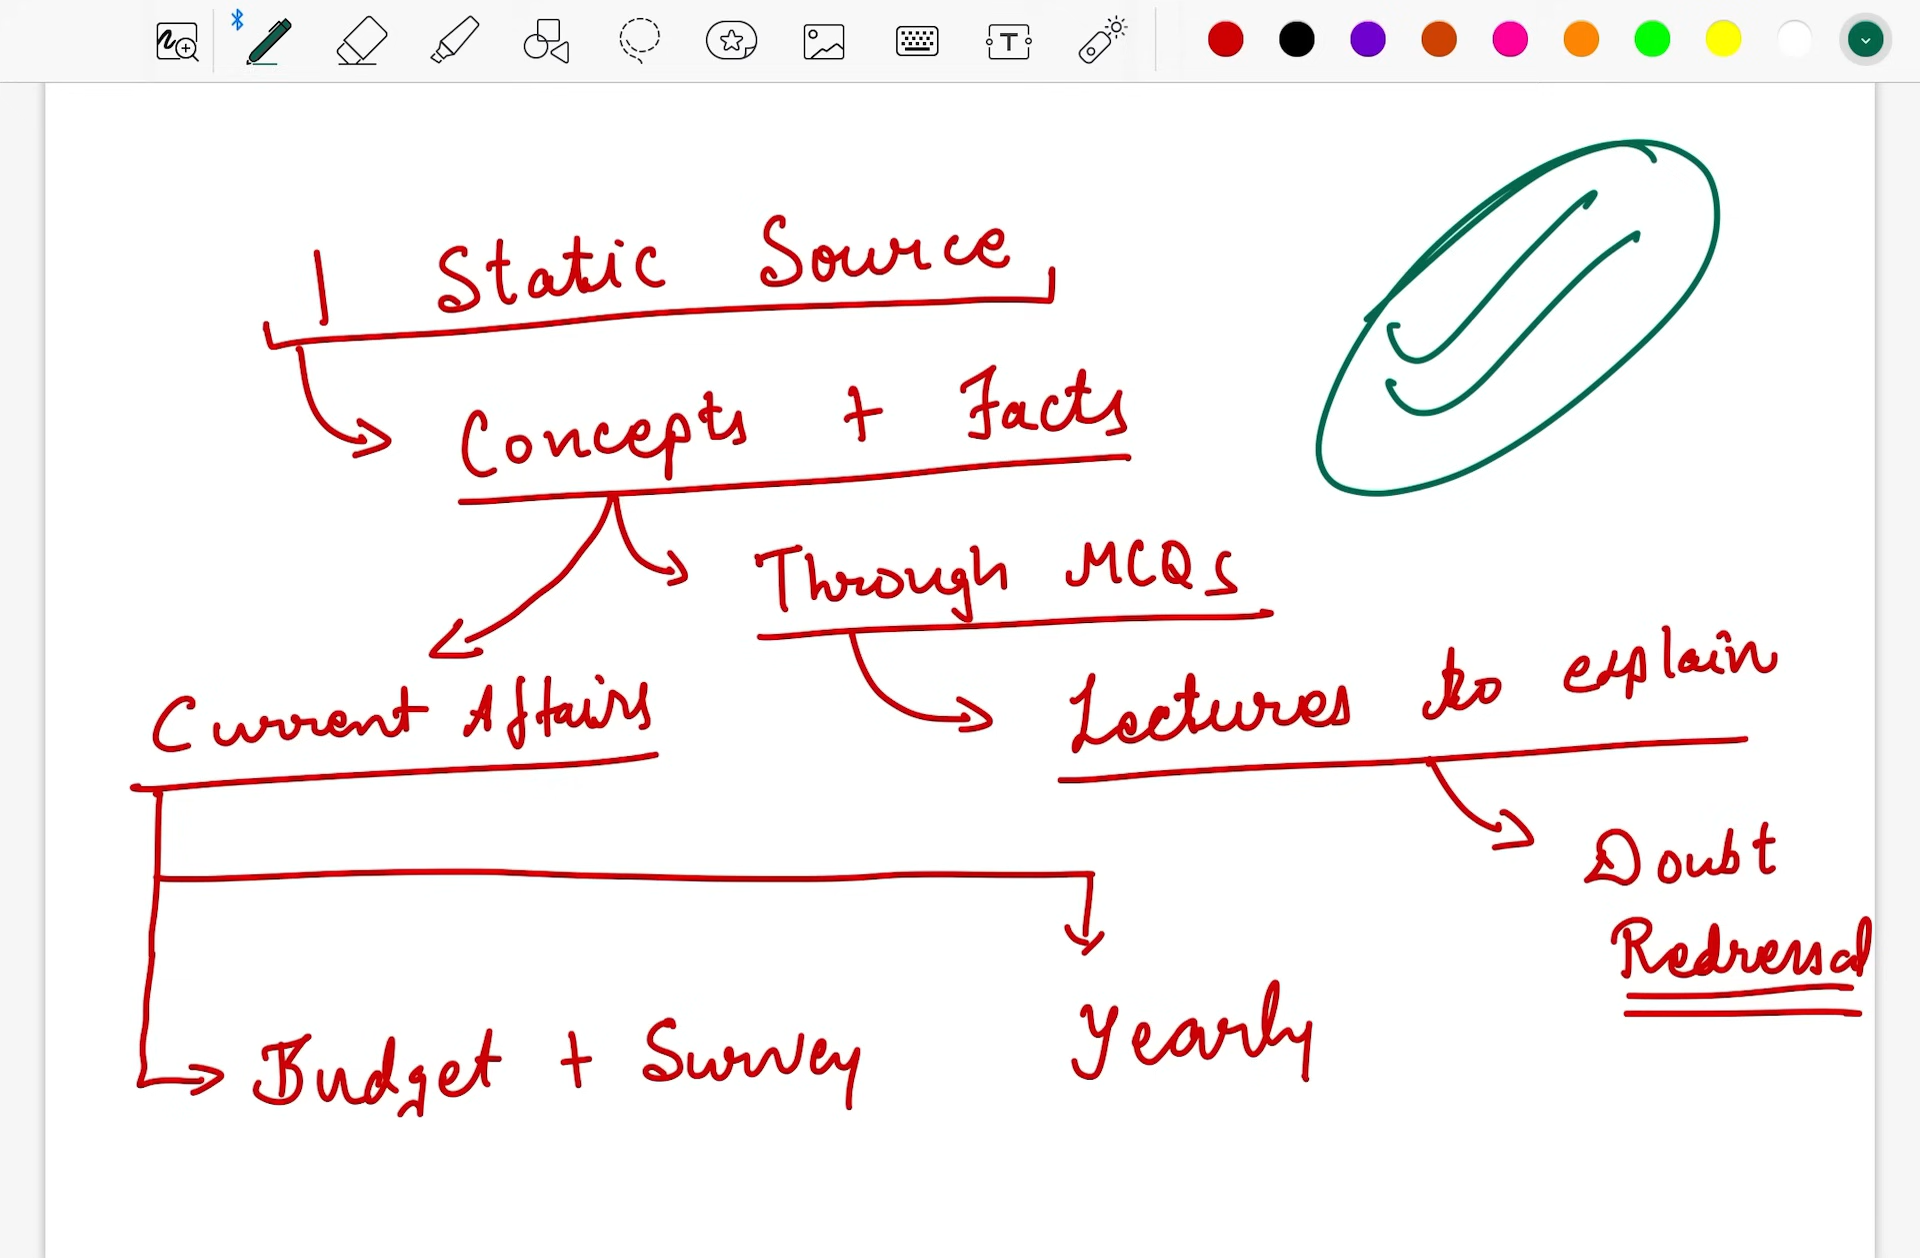 1 Static Source
Concepts + Facts
Through MCQs
Current Affairs
Lectures to explain
Doubt
Redressal
Budget + Survey
Yearly